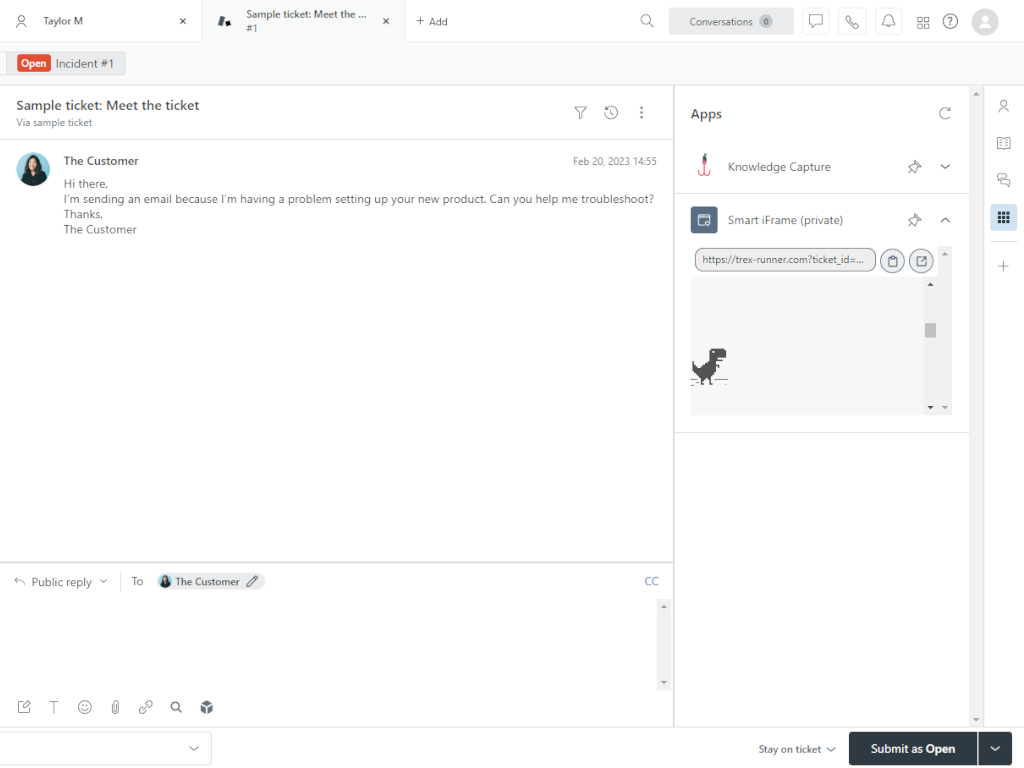 Taylor M
Sample ticket: Meet the ...
#1
Add
Conversations 0
Open Incident #1
Sample ticket: Meet the ticket
Via sample ticket
Apps
The Customer
Feb 20, 2023 14:55
Hi there,
I'm sending an email because I'm having a problem setting up your new product. Can you help me troubleshoot?
Thanks,
The Customer
Knowledge Capture
Smart iFrame (private)
https://trex-runner.com?ticket_id=...
Public reply
To
The Customer
CC
Stay on ticket
Submit as Open